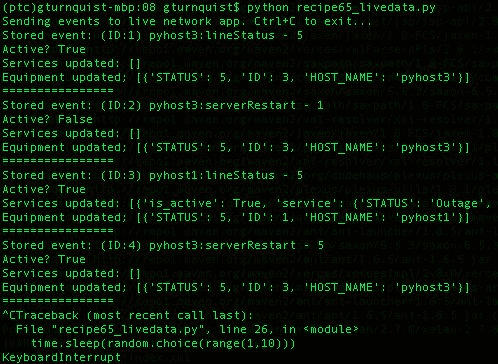 (ptc)gturnquist-mbp:08 gturnquist$ python recipe65_livedata.py
Sending events to live network app. Ctrl+C to exit...
Stored event: (ID:1) pyhost3:lineStatus - 5
Active? True
Services updated: []
Equipment updated; [{'STATUS': 5, 'ID': 3, 'HOST_NAME': 'pyhost3'}]
================
Stored event: (ID:2) pyhost3:serverRestart - 1
Active? False
Services updated: []
Equipment updated; [{'STATUS': 5, 'ID': 3, 'HOST_NAME': 'pyhost3'}]
================
Stored event: (ID:3) pyhost1:lineStatus - 5
Active? True
Services updated: [{'is_active': True, 'service': {'STATUS': 'Outage',
Equipment updated; [{'STATUS': 5, 'ID': 1, 'HOST_NAME': 'pyhost1'}]
================
Stored event: (ID:4) pyhost3:serverRestart - 5
Active? True
Services updated: []
Equipment updated; [{'STATUS': 5, 'ID': 3, 'HOST_NAME': 'pyhost3'}]
================
^CTraceback (most recent call last):
  File "recipe65_livedata.py", line 26, in <module>
    time.sleep(random.choice(range(1,10)))
KeyboardInterrupt